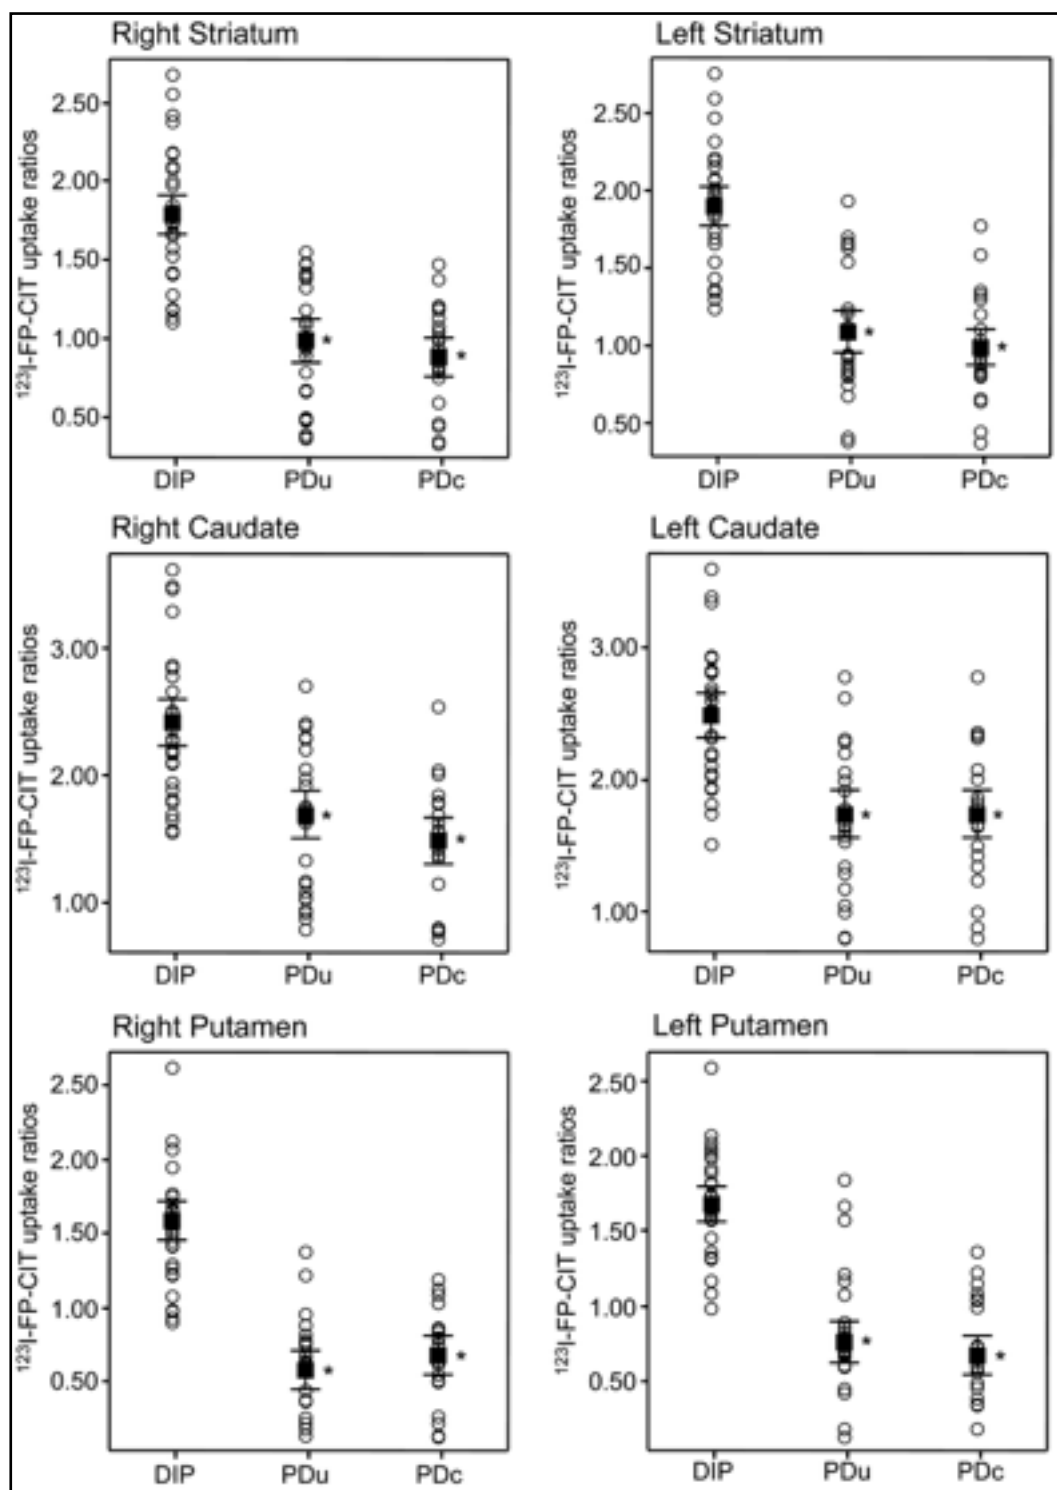 Right Striatum
¹²³I-FP-CIT uptake ratios
2.50
2.00
1.50
1.00
0.50
DIP PDu PDc
* *
Left Striatum
¹²³I-FP-CIT uptake ratios
2.50
2.00
1.50
1.00
0.50
DIP PDu PDc
* *
Right Caudate
¹²³I-FP-CIT uptake ratios
3.00
2.00
1.00
DIP PDu PDc
* *
Left Caudate
¹²³I-FP-CIT uptake ratios
3.00
2.00
1.00
DIP PDu PDc
* *
Right Putamen
¹²³I-FP-CIT uptake ratios
2.50
2.00
1.50
1.00
0.50
DIP PDu PDc
* *
Left Putamen
¹²³I-FP-CIT uptake ratios
2.50
2.00
1.50
1.00
0.50
DIP PDu PDc
* *